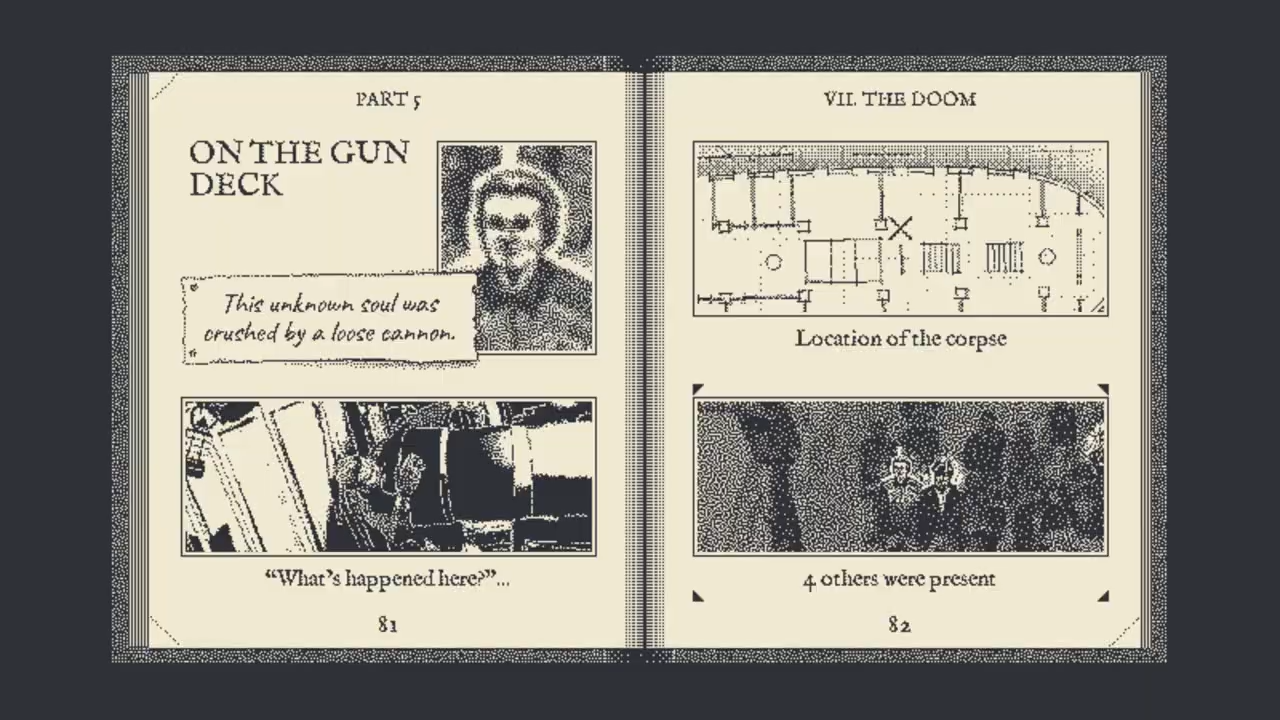 PART 5
ON THE GUN
DECK
This unknown soul was
crushed by a loose cannon.
“What’s happened here?”...
81
VII. THE DOOM
Location of the corpse
4 others were present
82